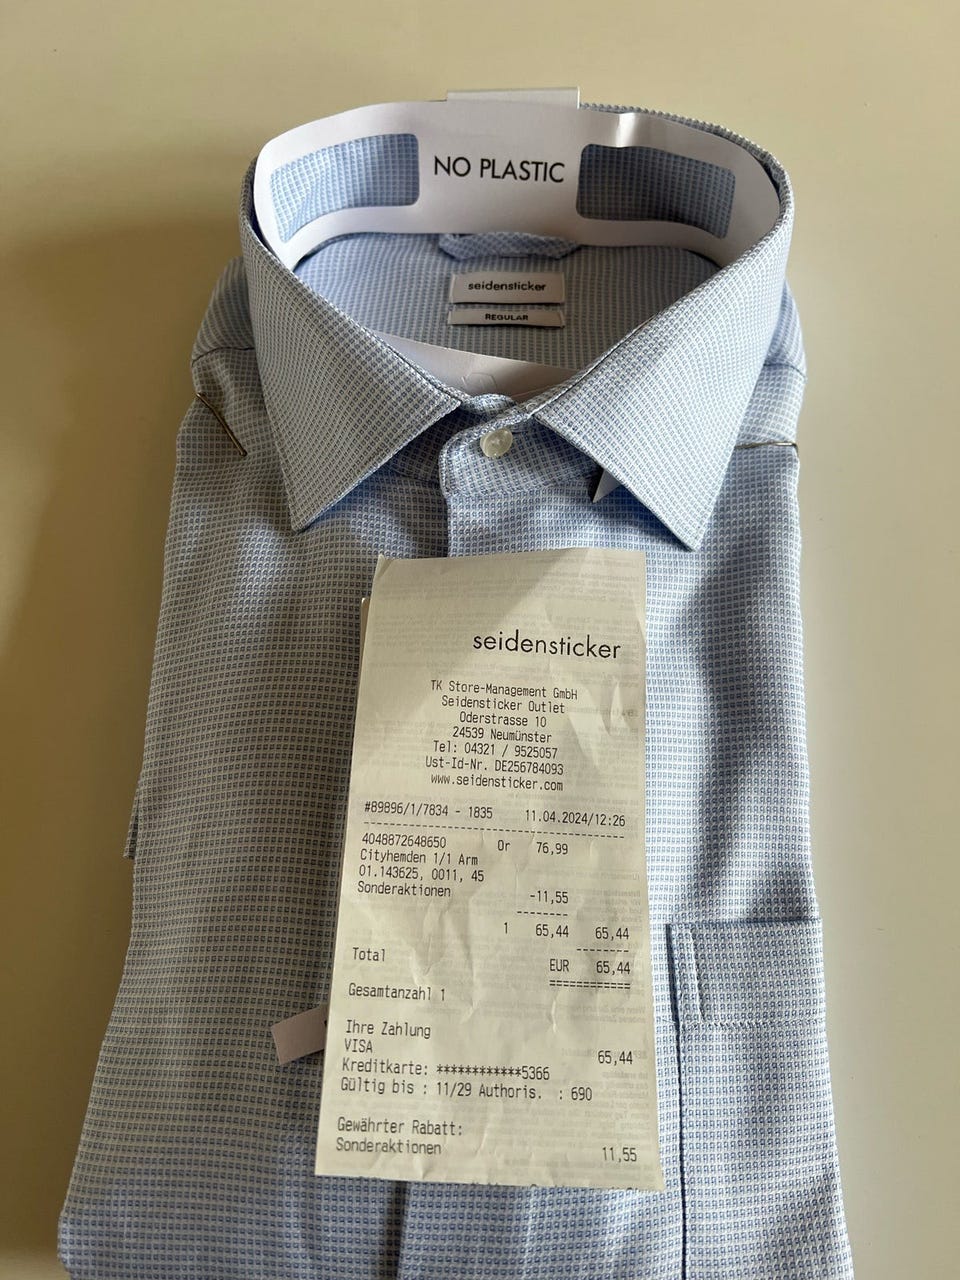 NO PLASTIC
seidensticker
REGULAR
seidensticker
TK Store-Management GmbH
Seidensticker Outlet
Oderstrasse 10
24539 Neumünster
Tel: 04321 / 9525057
Ust-Id-Nr. DE256784093
www.seidensticker.com
#89896/1/7834 - 1835 11.04.2024/12:26
4048872648650 Or 76,99
Cityhemden 1/1 Arm
01.143625, 0011, 45
Sonderaktionen -11,55
1 65,44 65,44
Total EUR 65,44
Gesamtanzahl 1
Ihre Zahlung
VISA 65,44
Kreditkarte: ************5366
Gültig bis : 11/29 Authoris. : 690
Gewährter Rabatt:
Sonderaktionen 11,55